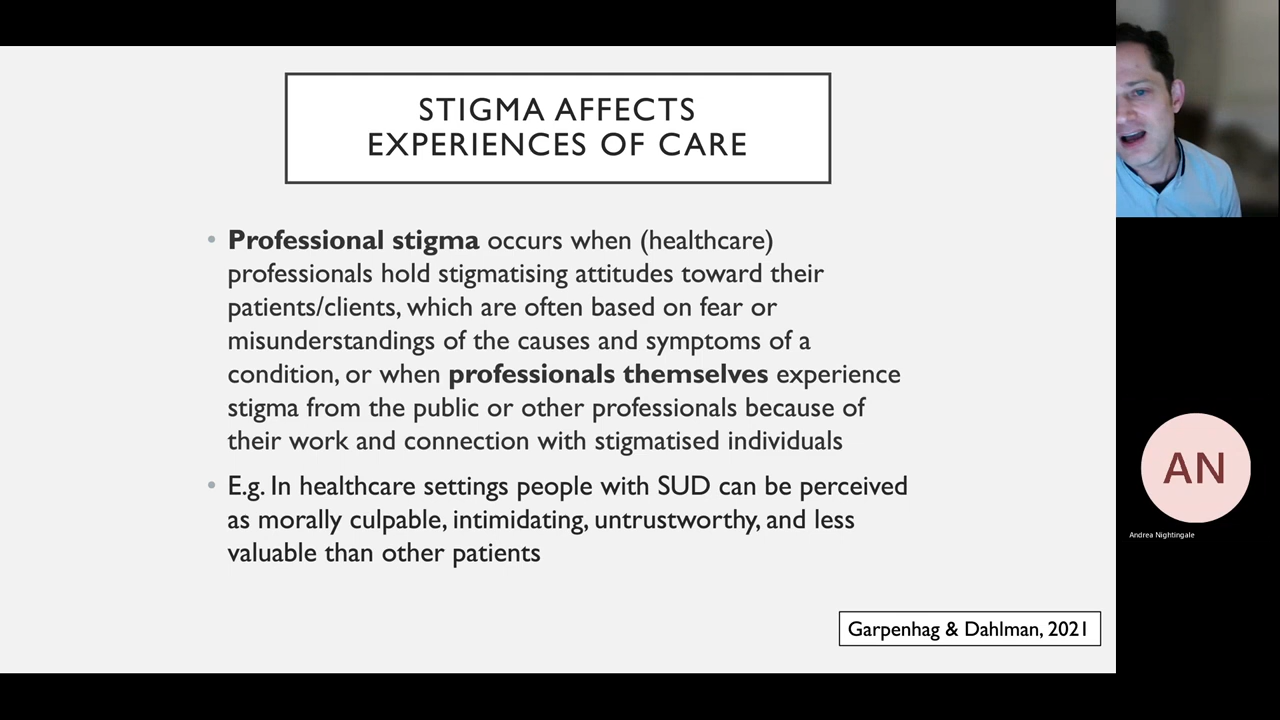 STIGMA AFFECTS
EXPERIENCES OF CARE
• Professional stigma occurs when (healthcare)
professionals hold stigmatising attitudes toward their
patients/clients, which are often based on fear or
misunderstandings of the causes and symptoms of a
condition, or when professionals themselves experience
stigma from the public or other professionals because of
their work and connection with stigmatised individuals
• E.g. In healthcare settings people with SUD can be perceived
as morally culpable, intimidating, untrustworthy, and less
valuable than other patients
Garpenhag & Dahlman, 2021
AN
Andrea Nightingale